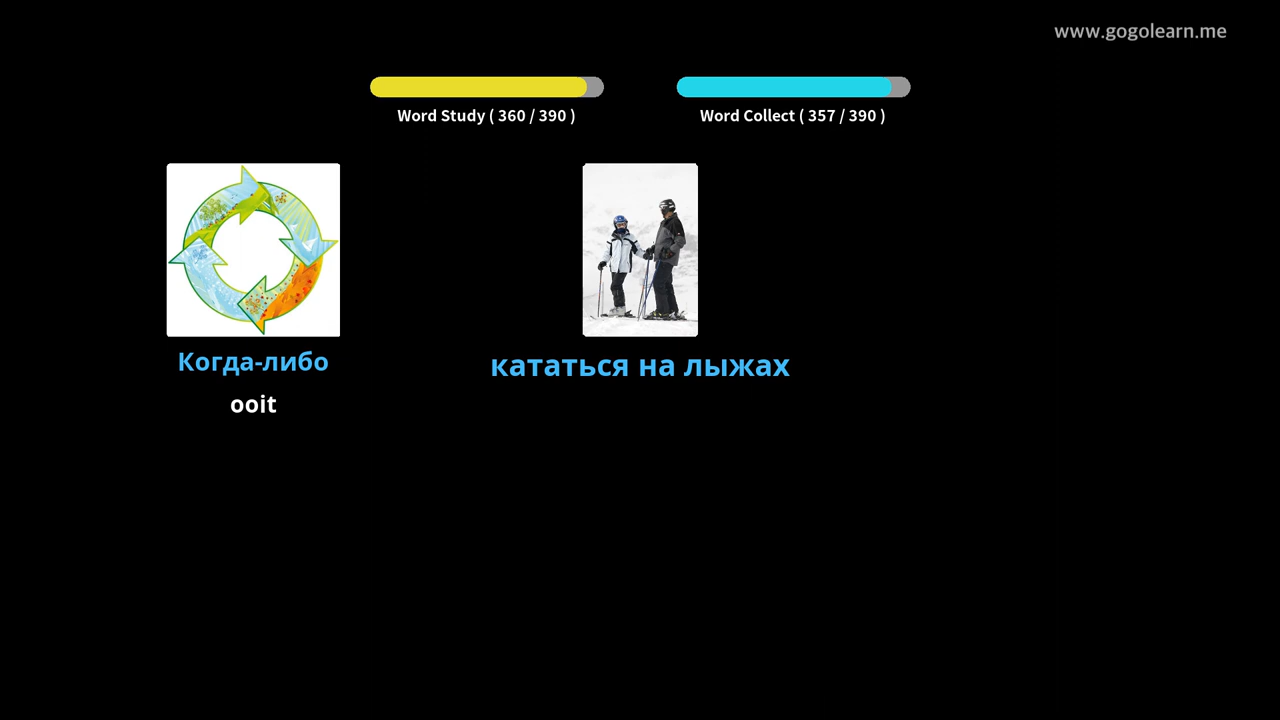 www.gogolearn.me
Word Study ( 360 / 390 )
Word Collect ( 357 / 390 )
Когда-либо
ooit
кататься на лыжах